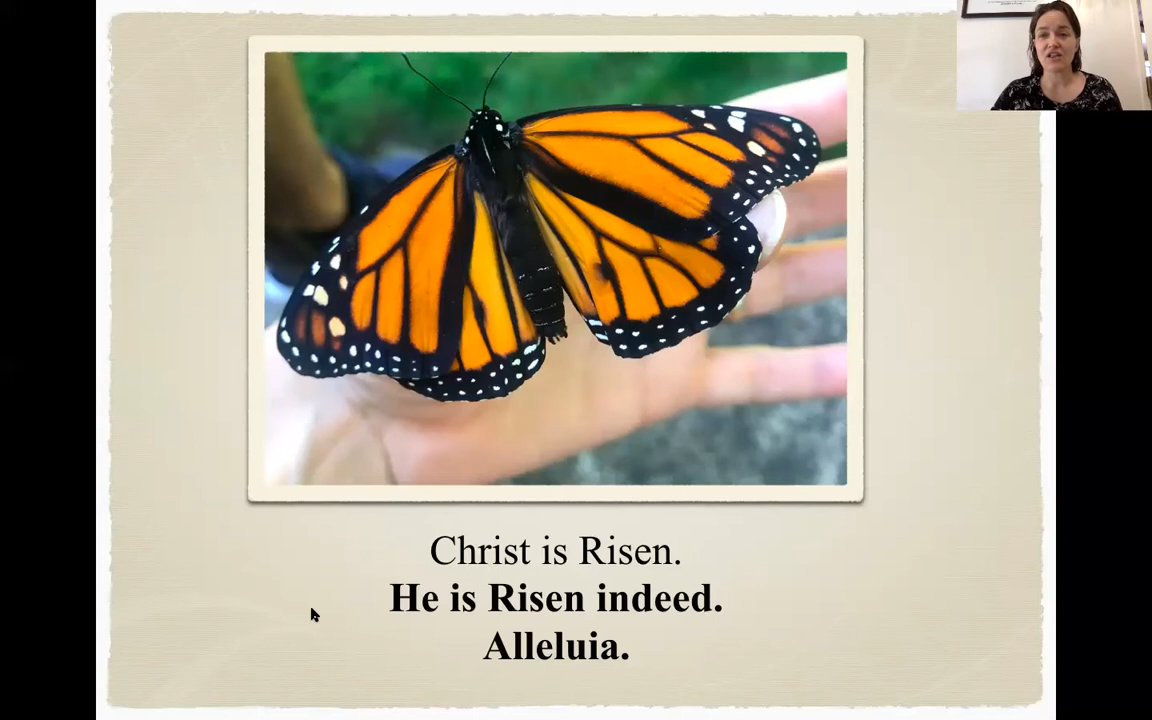 Christ is Risen.
He is Risen indeed.
Alleluia.